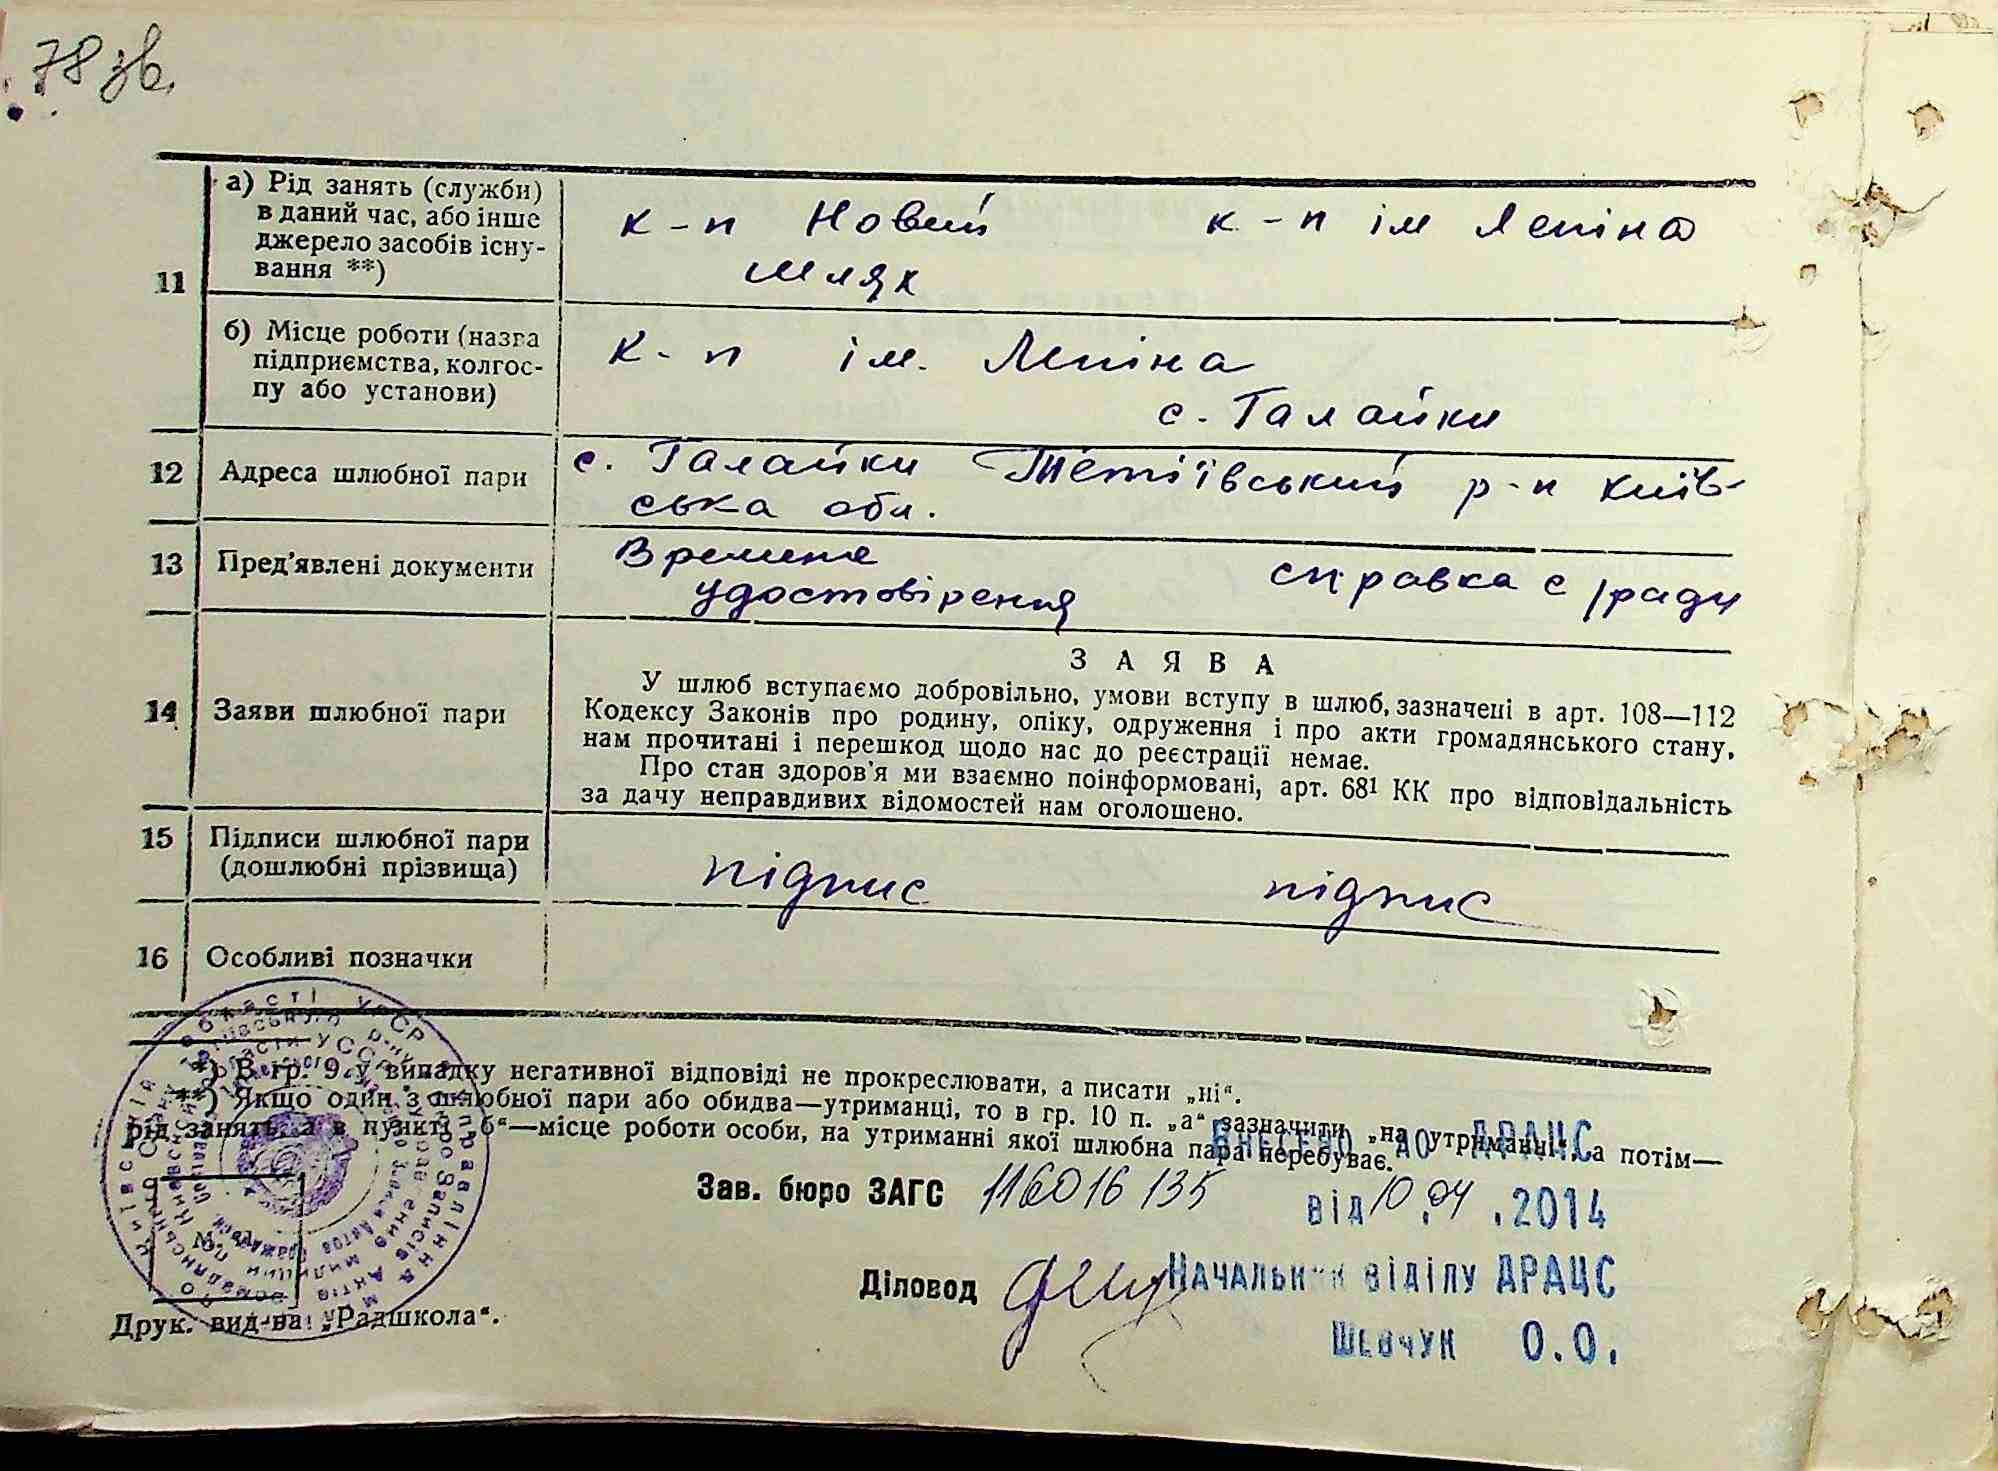 78 зв.
11
а) Рід занять (служби)
в даний час, або інше
джерело засобів існу-
вання **)
к-п Новий
шлях
к-п ім Леніна
б) Місце роботи (назва
підприємства, колгос-
пу або установи)
к-п ім. Леніна
с. Галайки
12
Адреса шлюбної пари
с. Галайки Тетіївський р-н Київ-
ська обл.
13
Пред'явлені документи
Времине
удостовірення
справка с/ради
14
Заяви шлюбної пари
ЗАЯВА
У шлюб вступаємо добровільно, умови вступу в шлюб, зазначені в арт. 108—112
Кодексу Законів про родину, опіку, одруження і про акти громадянського стану,
нам прочитані і перешкод щодо нас до реєстрації немає.
Про стан здоров'я ми взаємно поінформовані, арт. 68¹ КК про відповідальність
за дачу неправдивих відомостей нам оголошено.
15
Підписи шлюбної пари
(дошлюбні прізвища)
підпис
підпис
16
Особливі позначки
*) В гр. 9 у випадку негативної відповіді не прокреслювати, а писати „ні“.
**) Якщо один з шлюбної пари або обидва—утриманці, то в гр. 10 п. „а“ зазначити „на утриманні“, а потім—
рід занять, а в пункті „б“—місце роботи особи, на утриманні якої шлюбна пара перебуває.
Внесено до ДРАЦС
Зав. бюро ЗАГС 116016135
від 10.04.2014
Діловод
Начальник відділу ДРАЦС
Шевчук О.О.
М. П.
Друк. вид-ва „Радшкола“.